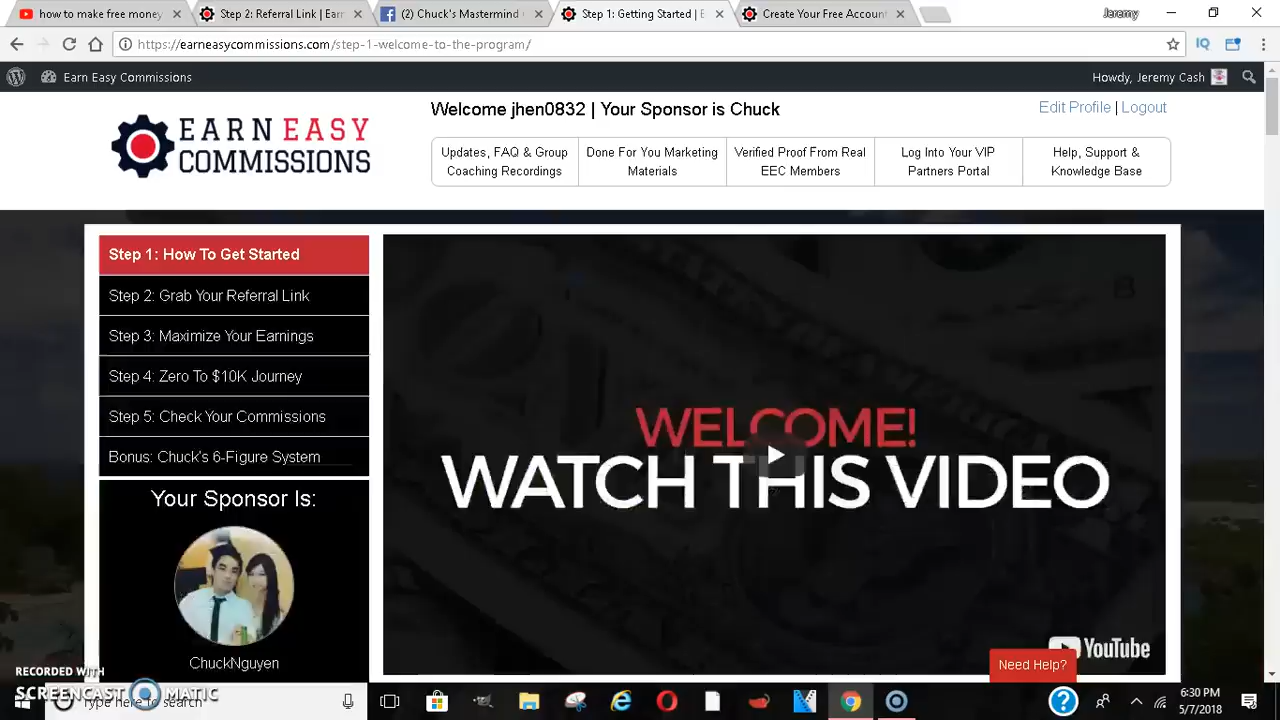 how to make free money
Step 2: Referral Link | Earn
(2) Chuck's Mastermind
Step 1: Getting Started | E
Create Your Free Account
Jeremy
https://earneasycommissions.com/step-1-welcome-to-the-program/
Earn Easy Commissions
Howdy, Jeremy Cash
EARN EASY
COMMISSIONS
Welcome jhen0832 | Your Sponsor is Chuck
Edit Profile | Logout
Updates, FAQ & Group
Coaching Recordings
Done For You Marketing
Materials
Verified Proof From Real
EEC Members
Log Into Your VIP
Partners Portal
Help, Support &
Knowledge Base
Step 1: How To Get Started
Step 2: Grab Your Referral Link
Step 3: Maximize Your Earnings
Step 4: Zero To $10K Journey
Step 5: Check Your Commissions
Bonus: Chuck's 6-Figure System
Your Sponsor Is:
ChuckNguyen
WELCOME!
WATCH THIS VIDEO
YouTube
Need Help?
RECORDED WITH
SCREENCAST MATIC
Type here to search
6:30 PM
5/7/2018